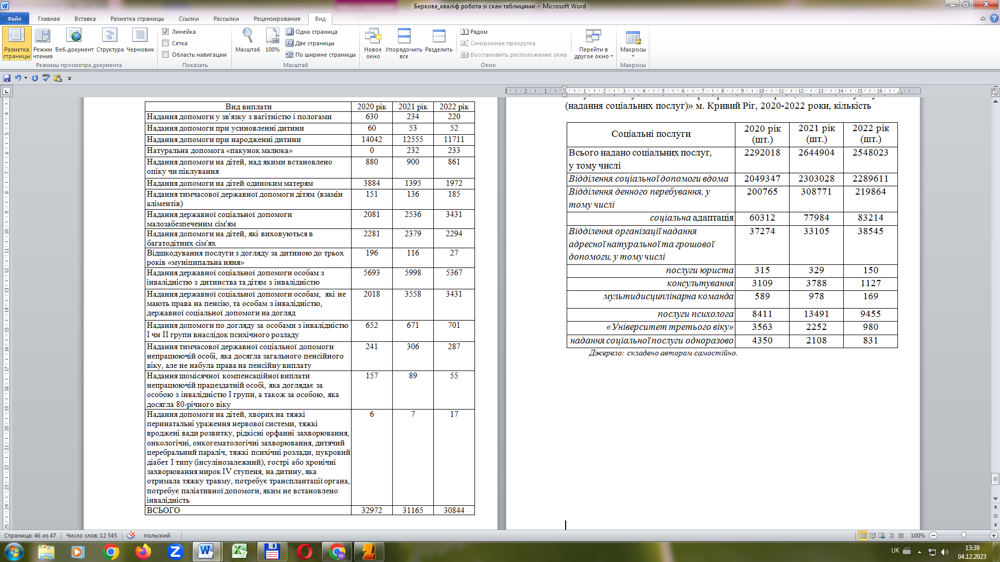 Беркова_кваліф робота зі скан таблицями - Microsoft Word
Файл Главная Вставка Разметка страницы Ссылки Рассылки Рецензирование Вид
Разметка страницы Режим чтения Веб-документ Структура Черновик
Режимы просмотра документа
Линейка
Сетка
Область навигации
Показать
Масштаб 100%
Одна страница
Две страницы
По ширине страницы
Масштаб
Новое окно Упорядочить все Разделить
Рядом
Синхронная прокрутка
Восстановить расположение окна
Перейти в другое окно
Окно
Макросы
Макросы
Вид виплати 2020 рік 2021 рік 2022 рік
Надання допомоги у зв'язку з вагітністю і пологами 630 234 220
Надання допомоги при усиновленні дитини 60 53 52
Надання допомоги при народженні дитини 14042 12555 11711
Натуральна допомога «пакунок малюка» 0 232 233
Надання допомоги на дітей, над якими встановлено 880 900 861
опіку чи піклування
Надання допомоги на дітей одиноким матерям 3884 1395 1972
Надання тимчасової державної допомоги дітям (взамін 151 136 185
аліментів)
Надання державної соціальної допомоги 2081 2536 3431
малозабезпеченим сім'ям
Надання допомоги на дітей, які виховуються в 2281 2379 2294
багатодітних сім'ях
Відшкодування послуги з догляду за дитиною до трьох 196 116 27
років «муніципальна няня»
Надання державної соціальної допомоги особам з 5693 5998 5367
інвалідністю з дитинства та дітям з інвалідністю
Надання державної соціальної допомоги особам, які не 2018 3558 3431
мають права на пенсію, та особам з інвалідністю,
державної соціальної допомоги на догляд
Надання допомоги по догляду за особами з інвалідністю 652 671 701
І чи ІІ групи внаслідок психічного розладу
Надання тимчасової державної соціальної допомоги 241 306 287
непрацюючій особі, яка досягла загального пенсійного
віку, але не набула права на пенсійну виплату
Надання щомісячної компенсаційної виплати 157 89 55
непрацюючій працездатній особі, яка доглядає за
особою з інвалідністю І групи, а також за особою, яка
досягла 80-річного віку
Надання допомоги на дітей, хворих на тяжкі 6 7 17
перинатальні ураження нервової системи, тяжкі
вроджені вади розвитку, рідкісні орфанні захворювання,
онкологічні, онкогематологічні захворювання, дитячий
церебральний параліч, тяжкі психічні розлади, цукровий
діабет І типу (інсулінозалежний), гострі або хронічні
захворювання нирок IV ступеня, на дитину, яка
отримала тяжку травму, потребує трансплантації органа,
потребує паліативної допомоги, яким не встановлено
інвалідність
ВСЬОГО 32972 31165 30844
(надання соціальних послуг)» м. Кривий Ріг, 2020-2022 роки, кількість
Соціальні послуги 2020 рік (шт.) 2021 рік (шт.) 2022 рік (шт.)
Всього надано соціальних послуг, 2292018 2644904 2548023
у тому числі
Відділення соціальної допомоги вдома 2049347 2303028 2289611
Відділення денного перебування, у 200765 308771 219864
тому числі
соціальна адаптація 60312 77984 83214
Відділення організації надання 37274 33105 38545
адресної натуральної та грошової
допомоги, у тому числі
послуги юриста 315 329 150
консультування 3109 3788 1127
мультидисциплінарна команда 589 978 169
послуги психолога 8411 13491 9455
«Університет третього віку» 3563 2252 980
надання соціальної послуги одноразово 4350 2108 831
Джерело: складено автором самостійно.
Страница: 46 из 47 Число слов: 12 545 польский 100%
UK 13:39
04.12.2023